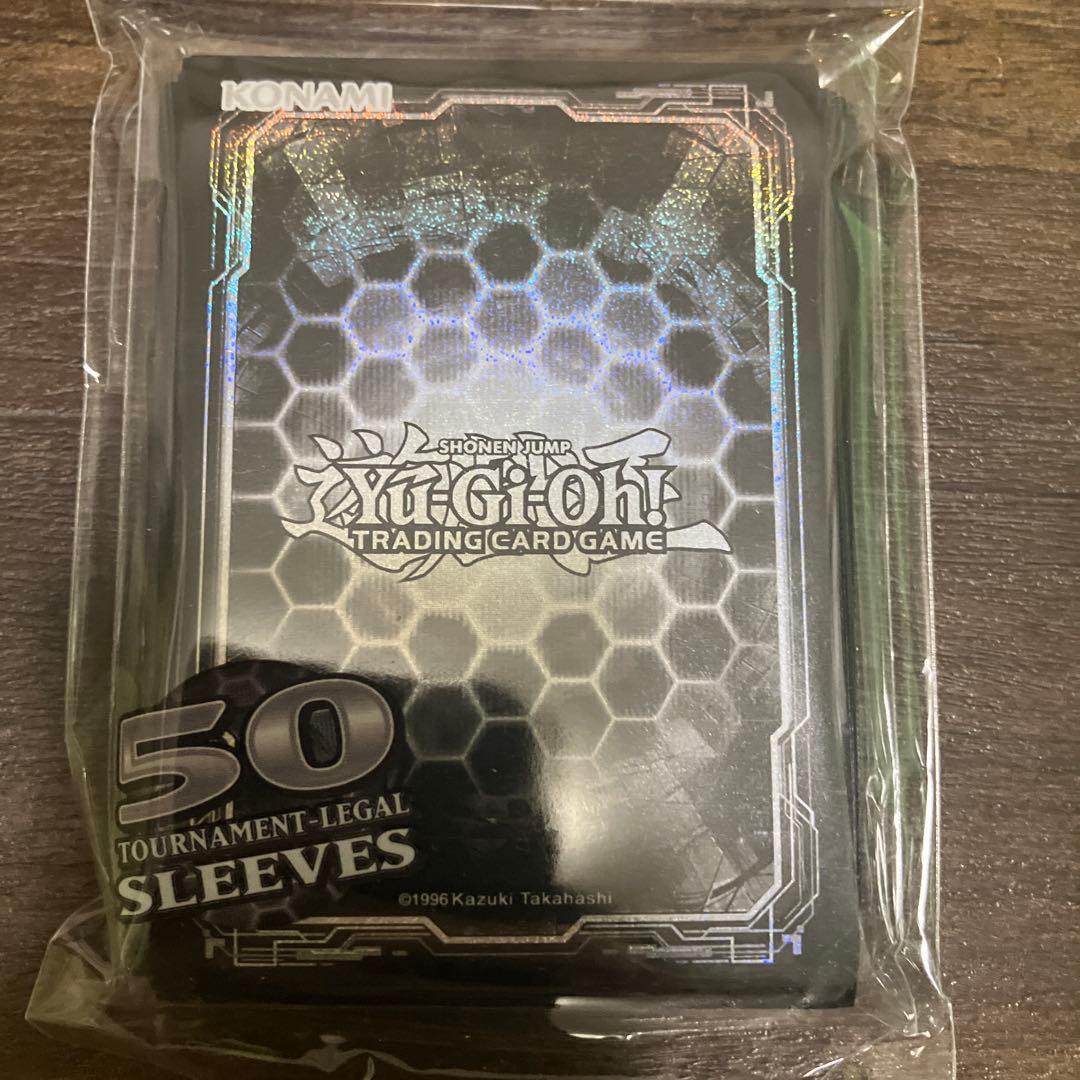 KONAMI
SHONEN JUMP
Yu-Gi-Oh!
TRADING CARD GAME
50
TOURNAMENT-LEGAL
SLEEVES
©1996 Kazuki Takahashi